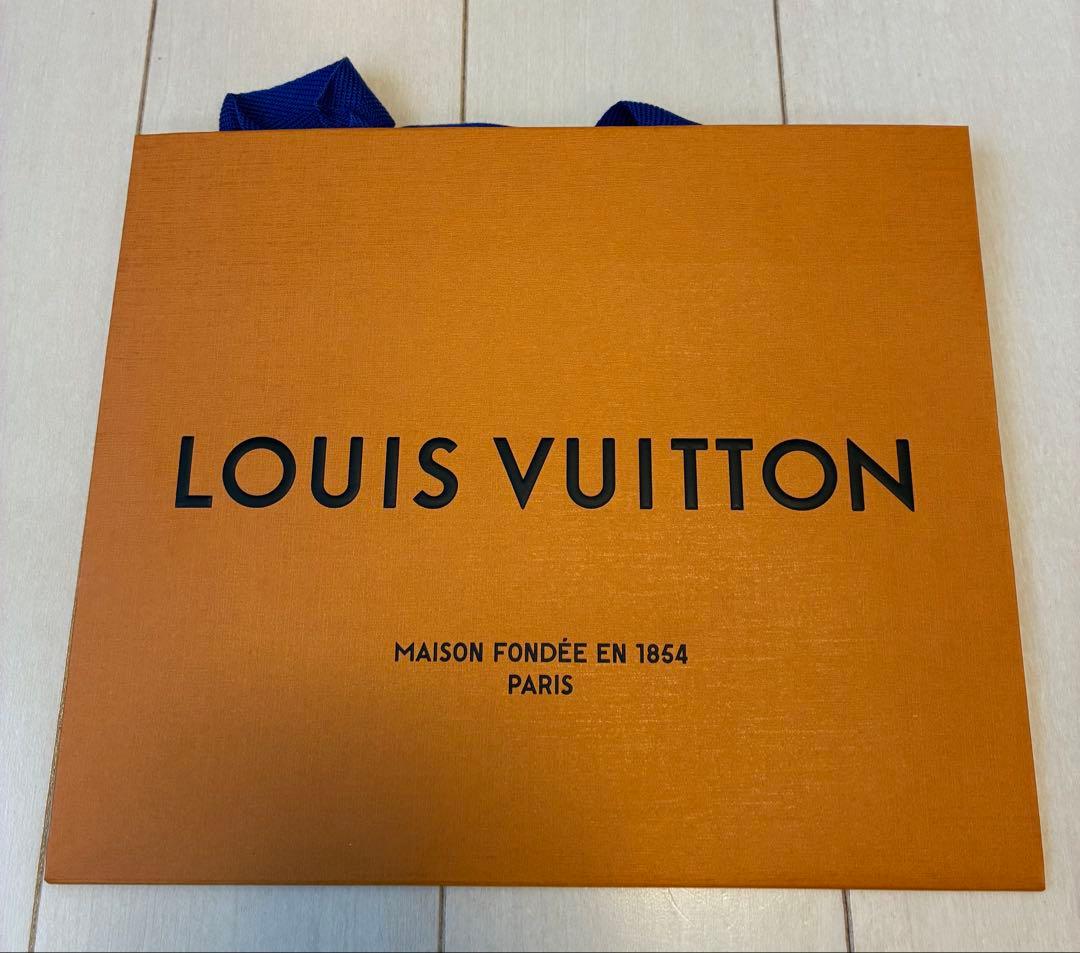 LOUIS VUITTON
MAISON FONDÉE EN 1854
PARIS